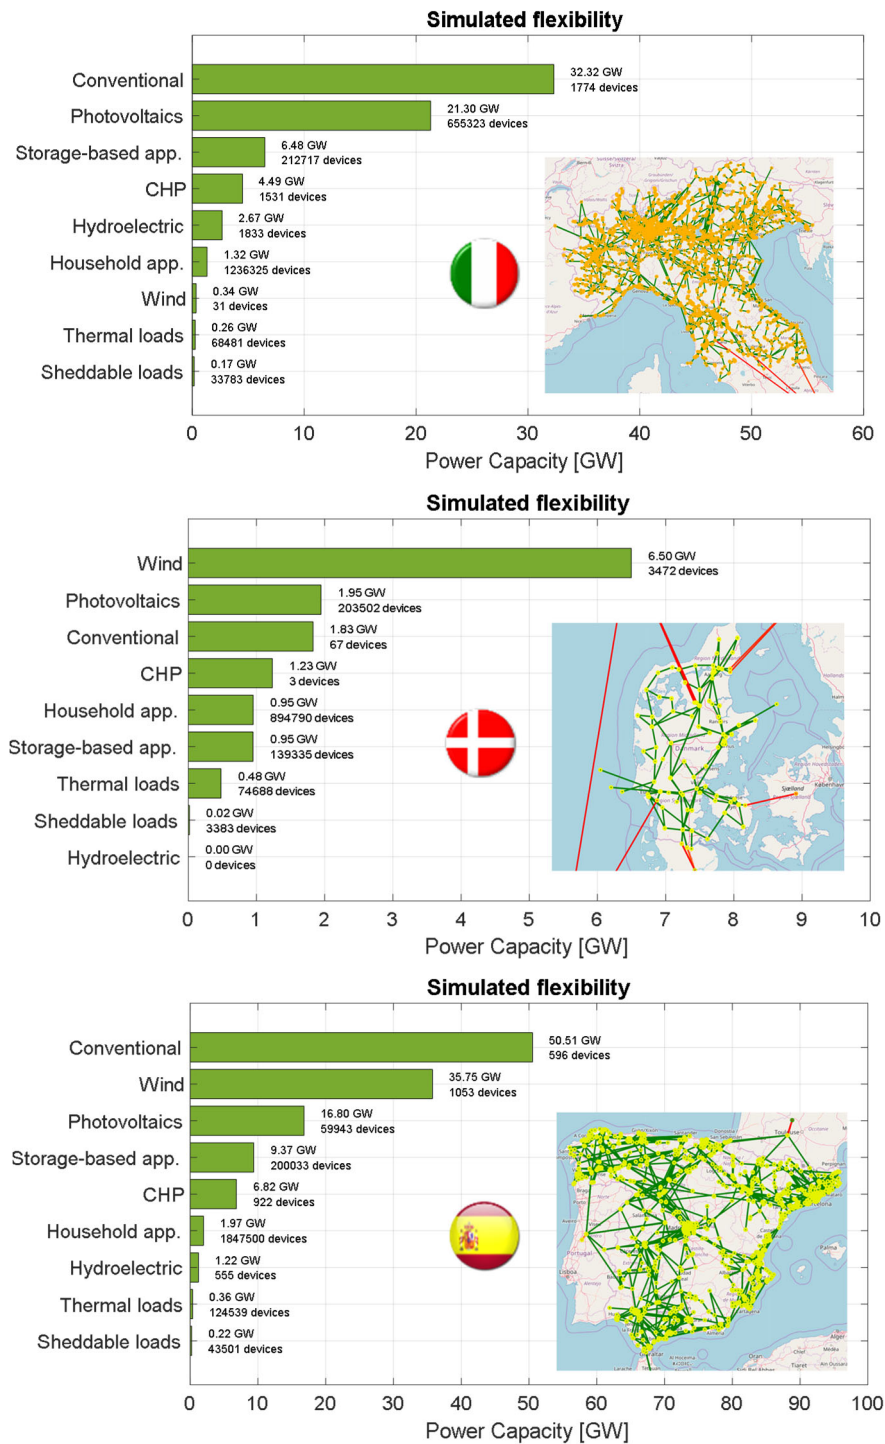 Simulated flexibility
Conventional
32.32 GW
1774 devices
Photovoltaics
21.30 GW
655323 devices
Storage-based app.
6.48 GW
212717 devices
CHP
4.49 GW
1531 devices
Hydroelectric
2.67 GW
1833 devices
Household app.
1.32 GW
1236325 devices
Wind
0.34 GW
31 devices
Thermal loads
0.26 GW
68481 devices
Sheddable loads
0.17 GW
33783 devices
0 10 20 30 40 50 60
Power Capacity [GW]
Simulated flexibility
Wind
6.50 GW
3472 devices
Photovoltaics
1.95 GW
203502 devices
Conventional
1.83 GW
67 devices
CHP
1.23 GW
3 devices
Household app.
0.95 GW
894790 devices
Storage-based app.
0.95 GW
139335 devices
Thermal loads
0.48 GW
74688 devices
Sheddable loads
0.02 GW
3383 devices
Hydroelectric
0.00 GW
0 devices
Danmark
Sjælland
0 1 2 3 4 5 6 7 8 9 10
Power Capacity [GW]
Simulated flexibility
Conventional
50.51 GW
596 devices
Wind
35.75 GW
1053 devices
Photovoltaics
16.80 GW
59943 devices
Storage-based app.
9.37 GW
200033 devices
CHP
6.82 GW
922 devices
Household app.
1.97 GW
1847500 devices
Hydroelectric
1.22 GW
555 devices
Thermal loads
0.36 GW
124539 devices
Sheddable loads
0.22 GW
43501 devices
Toulouse
Portugal
Lisboa
Palma
Alger
Oran
Tiaret
0 10 20 30 40 50 60 70 80 90 100
Power Capacity [GW]